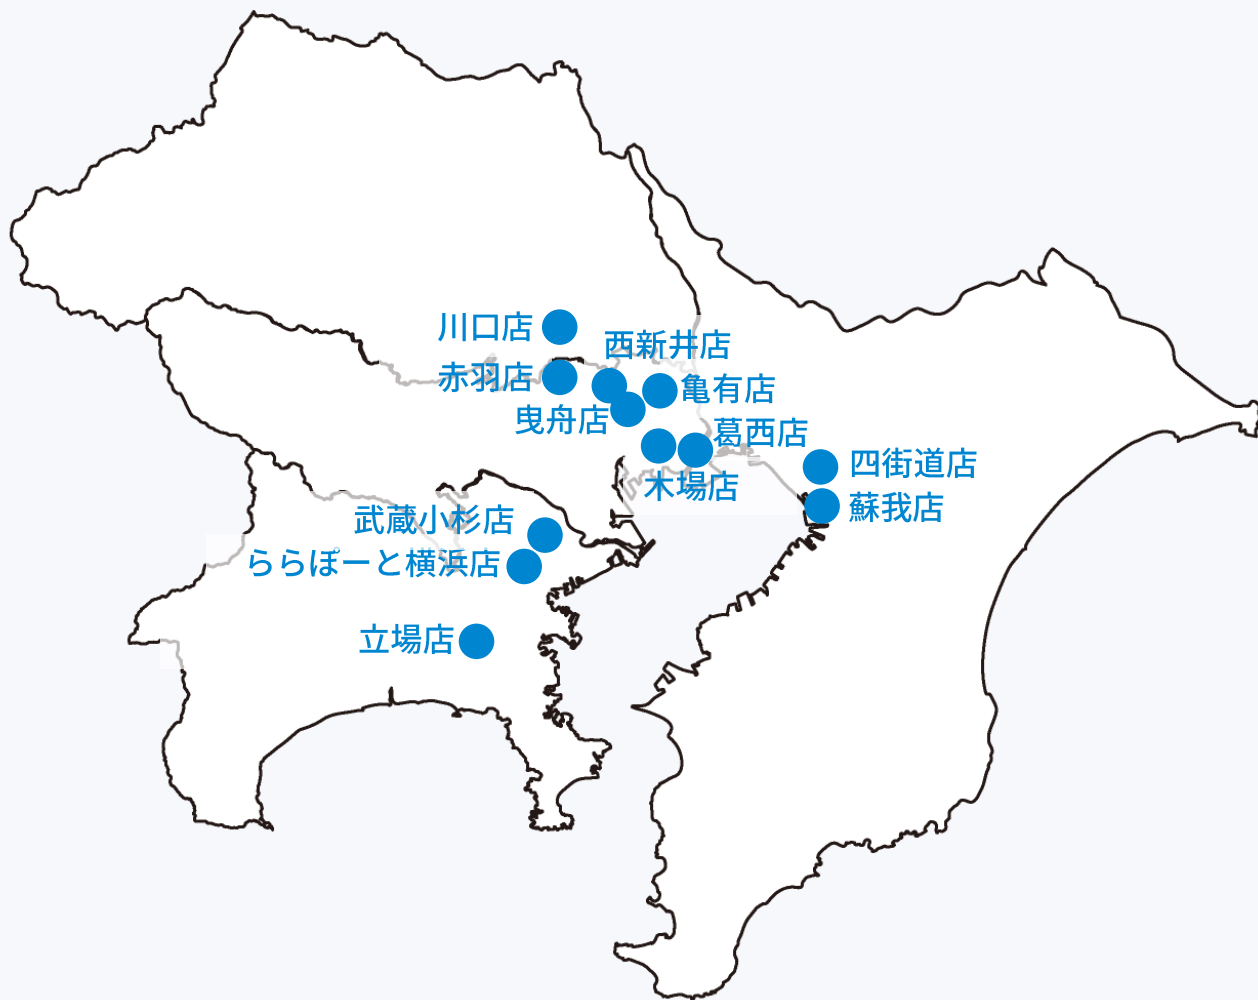 川口店
西新井店
赤羽店
亀有店
曳舟店
葛西店
四街道店
木場店
蘇我店
武蔵小杉店
ららぽーと横浜店
立場店